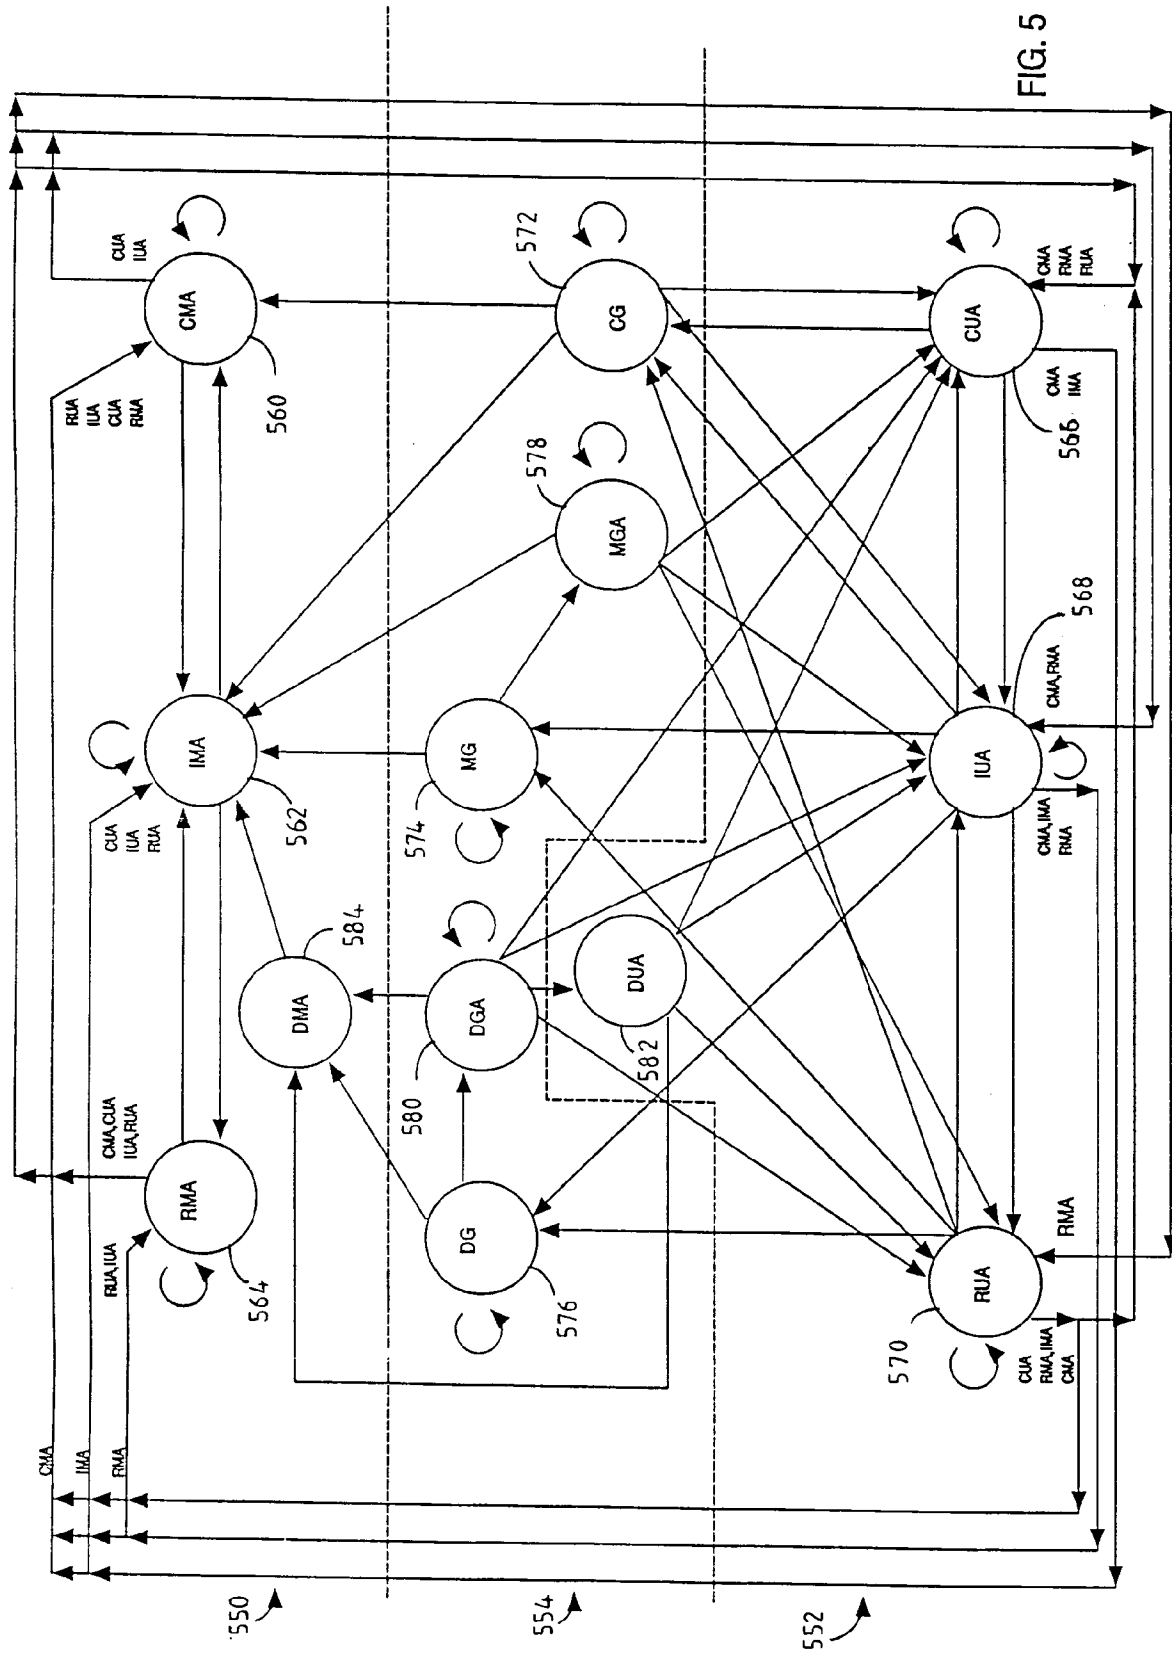 FIG. 5
550
554
552
CMA
IMA
RMA
RUA,IUA
RMA
564
CMA,CUA
IUA,RUA
CUA
IUA
RUA
IMA
562
RUA
IUA
CUA
RMA
CMA
560
CUA
IUA
DMA
584
DG
576
DGA
580
MG
574
MGA
578
CG
572
DUA
582
RUA
570
RMA
CUA
RMA,IMA
CMA
IUA
568
CMA,RMA
CMA,IMA
RMA
CUA
566
CMA
IMA
CMA
RMA
RUA